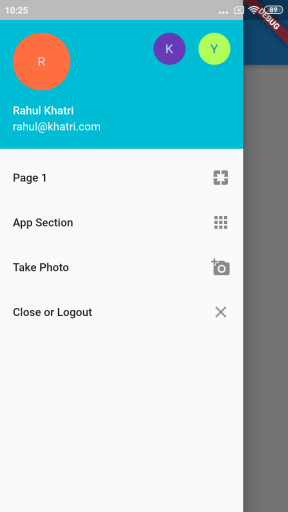 10:25
89
DEBUG
R
K
Y
Rahul Khatri
rahul@khatri.com
Page 1
App Section
Take Photo
Close or Logout